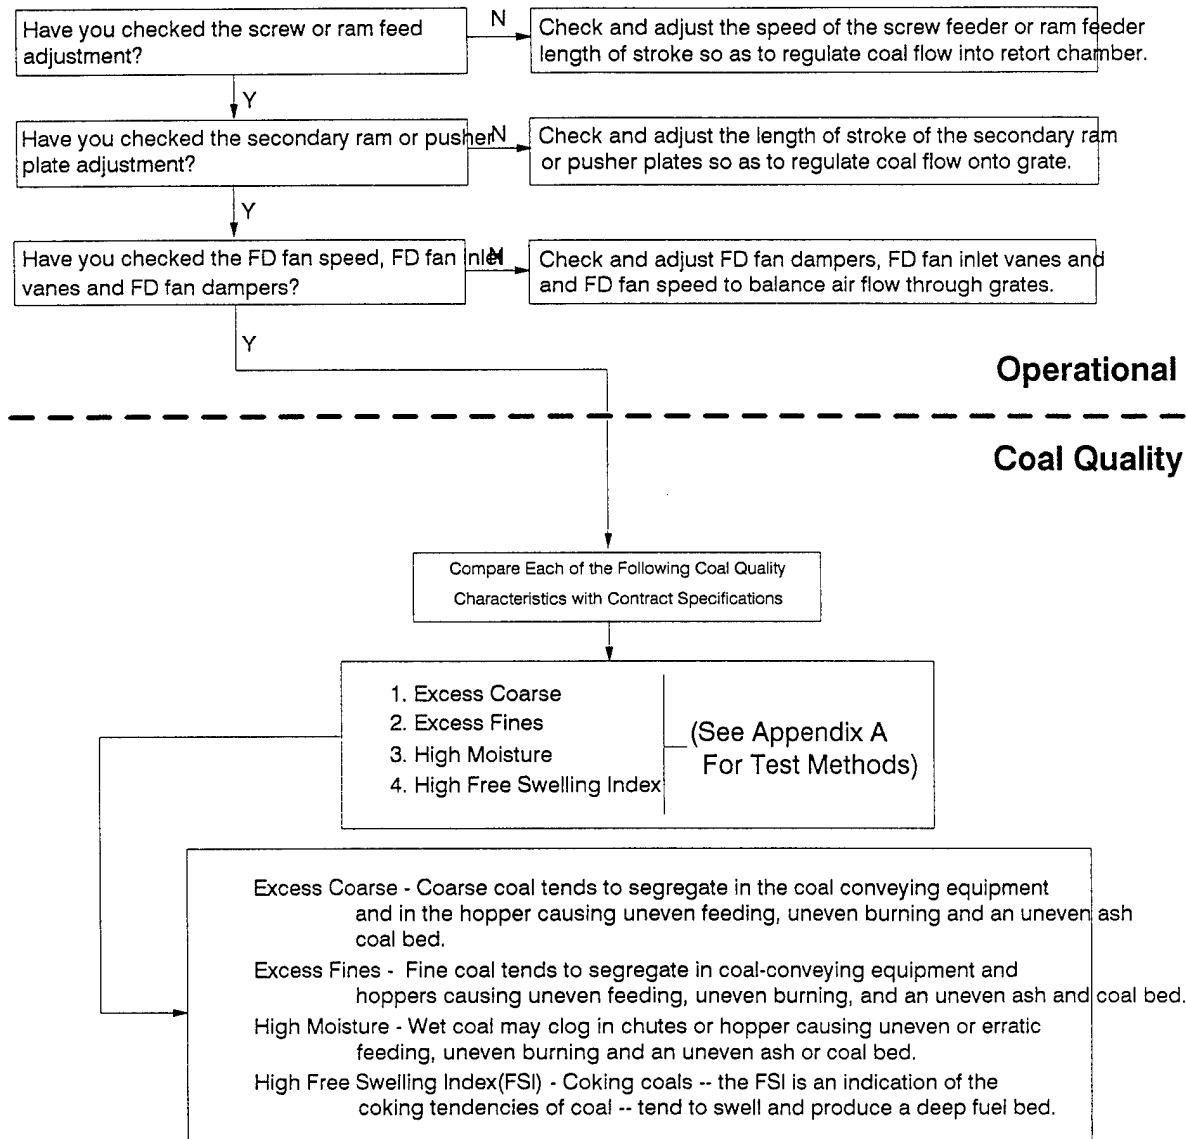 Have you checked the screw or ram feed
adjustment?
N
Check and adjust the speed of the screw feeder or ram feeder
length of stroke so as to regulate coal flow into retort chamber.
Y
Have you checked the secondary ram or pusher
plate adjustment?
N
Check and adjust the length of stroke of the secondary ram
or pusher plates so as to regulate coal flow onto grate.
Y
Have you checked the FD fan speed, FD fan inlet
vanes and FD fan dampers?
N
Check and adjust FD fan dampers, FD fan inlet vanes and
and FD fan speed to balance air flow through grates.
Y
Operational
Coal Quality
Compare Each of the Following Coal Quality
Characteristics with Contract Specifications
1. Excess Coarse
2. Excess Fines
3. High Moisture
4. High Free Swelling Index
(See Appendix A
For Test Methods)
Excess Coarse - Coarse coal tends to segregate in the coal conveying equipment
and in the hopper causing uneven feeding, uneven burning and an uneven ash
coal bed.
Excess Fines - Fine coal tends to segregate in coal-conveying equipment and
hoppers causing uneven feeding, uneven burning, and an uneven ash and coal bed.
High Moisture - Wet coal may clog in chutes or hopper causing uneven or erratic
feeding, uneven burning and an uneven ash or coal bed.
High Free Swelling Index(FSI) - Coking coals -- the FSI is an indication of the
coking tendencies of coal -- tend to swell and produce a deep fuel bed.